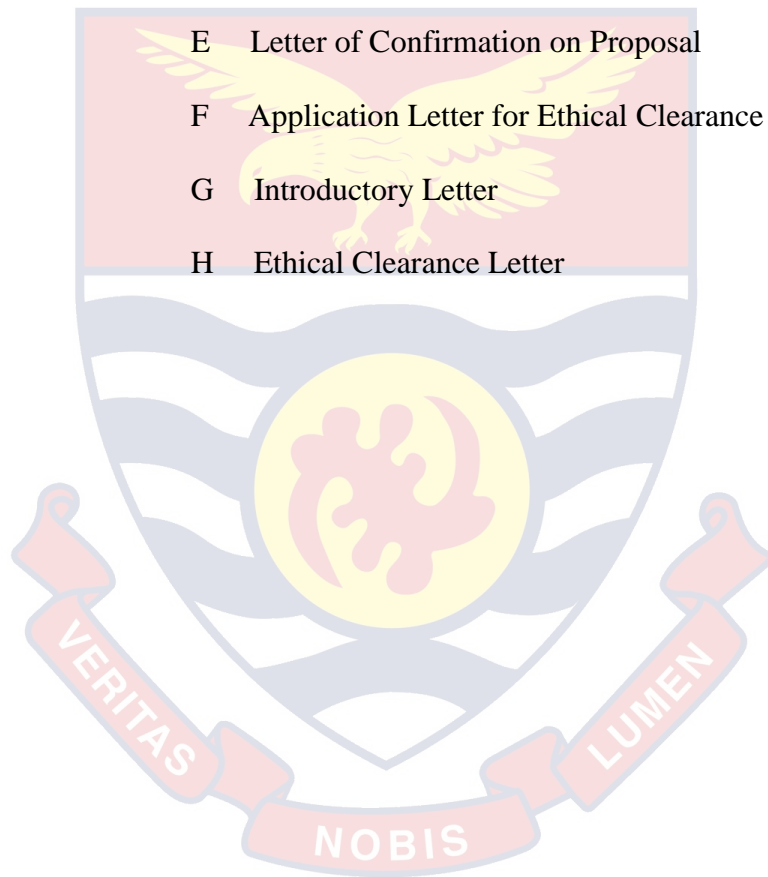 E Letter of Confirmation on Proposal
F Application Letter for Ethical Clearance
G Introductory Letter
H Ethical Clearance Letter
VERITAS
NOBIS
LUMEN